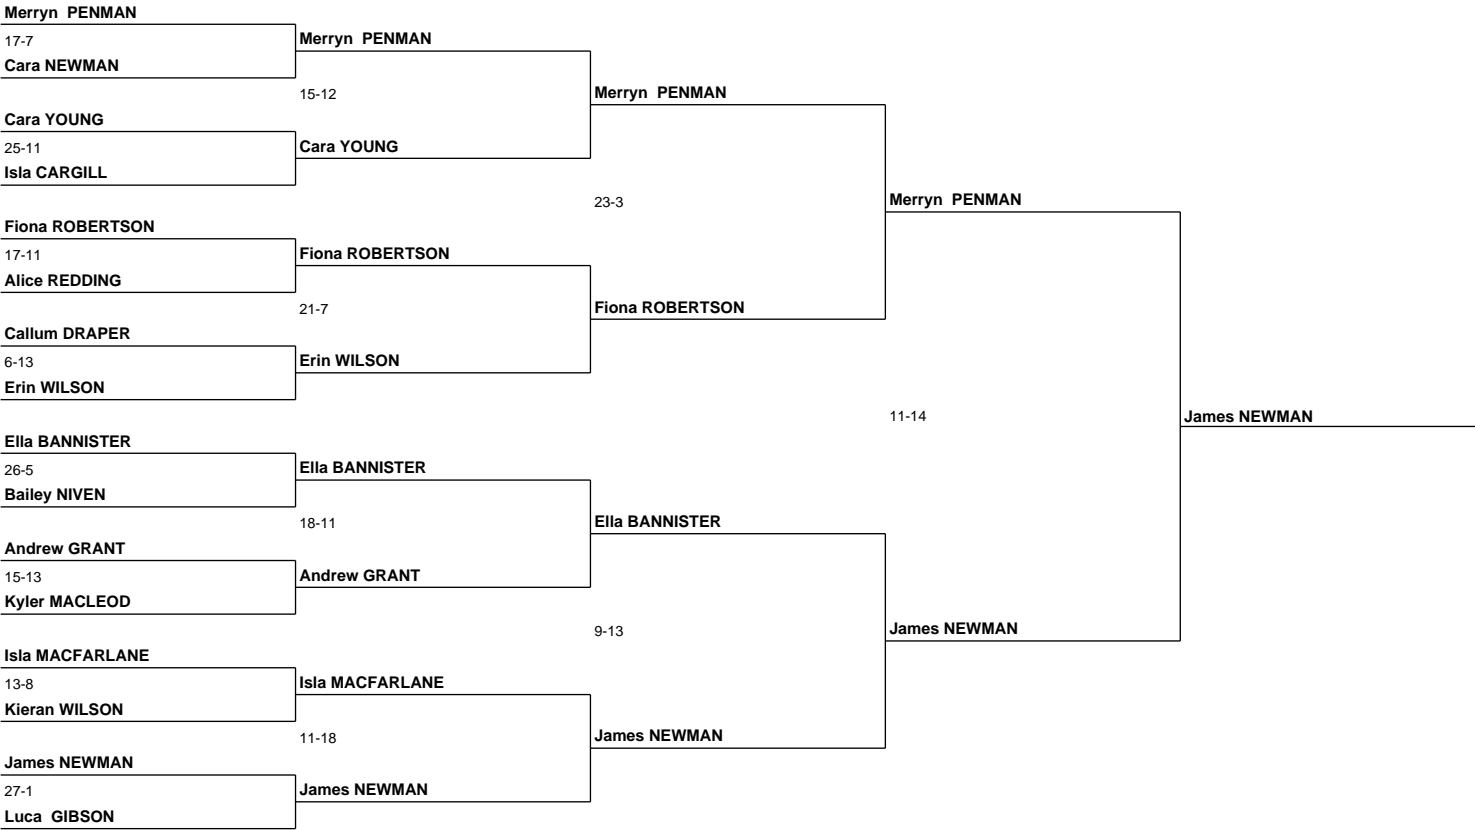 Merryn  PENMAN
17-7
Cara NEWMAN
Cara YOUNG
25-11
Isla CARGILL
Fiona ROBERTSON
17-11
Alice REDDING
Callum DRAPER
6-13
Erin WILSON
Ella BANNISTER
26-5
Bailey NIVEN
Andrew GRANT
15-13
Kyler MACLEOD
Isla MACFARLANE
13-8
Kieran WILSON
James NEWMAN
27-1
Luca  GIBSON
Merryn  PENMAN
15-12
Cara YOUNG
Fiona ROBERTSON
21-7
Erin WILSON
Ella BANNISTER
18-11
Andrew GRANT
Isla MACFARLANE
11-18
James NEWMAN
Merryn  PENMAN
23-3
Fiona ROBERTSON
Ella BANNISTER
9-13
James NEWMAN
Merryn  PENMAN
11-14
James NEWMAN
James NEWMAN